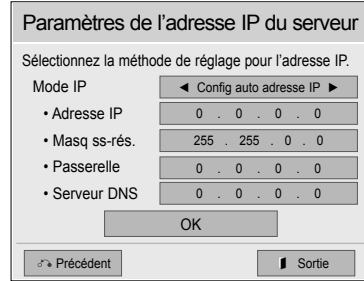 Paramètres de l'adresse IP du serveur
Sélectionnez la méthode de réglage pour l'adresse IP.
Mode IP ◄ Config auto adresse IP ►
• Adresse IP 0 . 0 . 0 . 0
• Masq ss-rés. 255 . 255 . 0 . 0
• Passerelle 0 . 0 . 0 . 0
• Serveur DNS 0 . 0 . 0 . 0
OK
Précédent Sortie